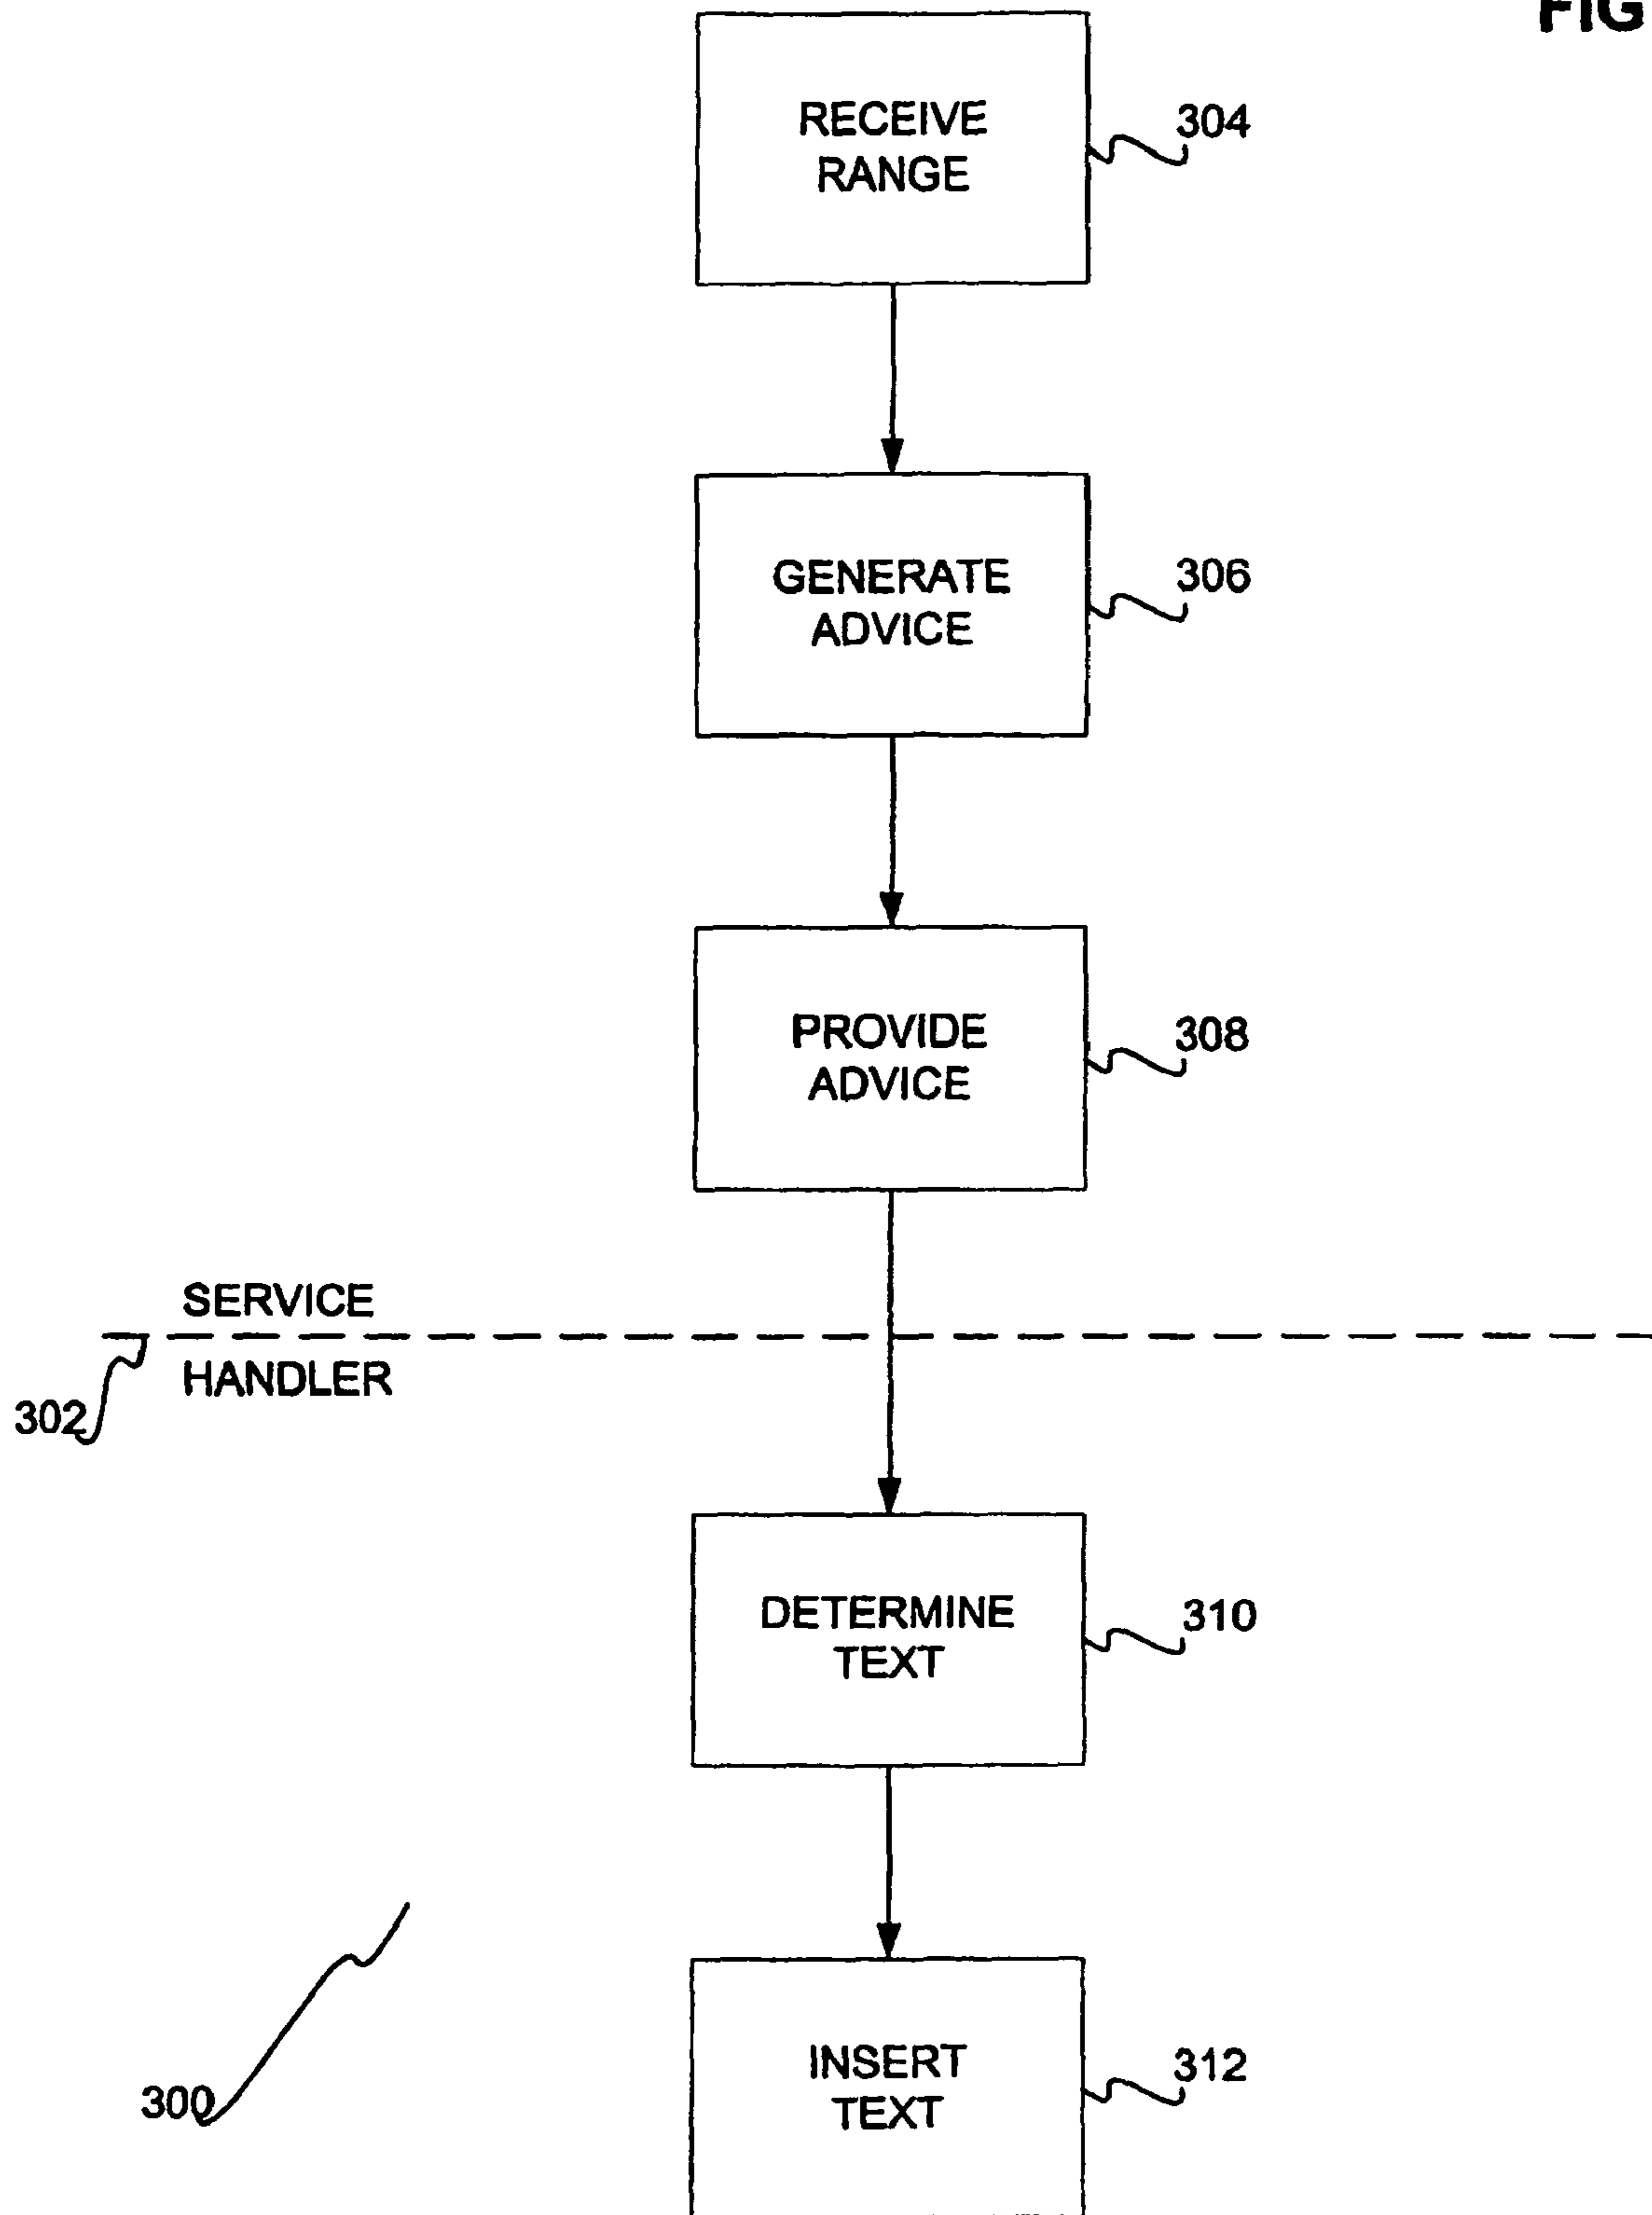 FIG
RECEIVE
RANGE
304
GENERATE
ADVICE
306
PROVIDE
ADVICE
308
SERVICE
HANDLER
302
DETERMINE
TEXT
310
INSERT
TEXT
312
300